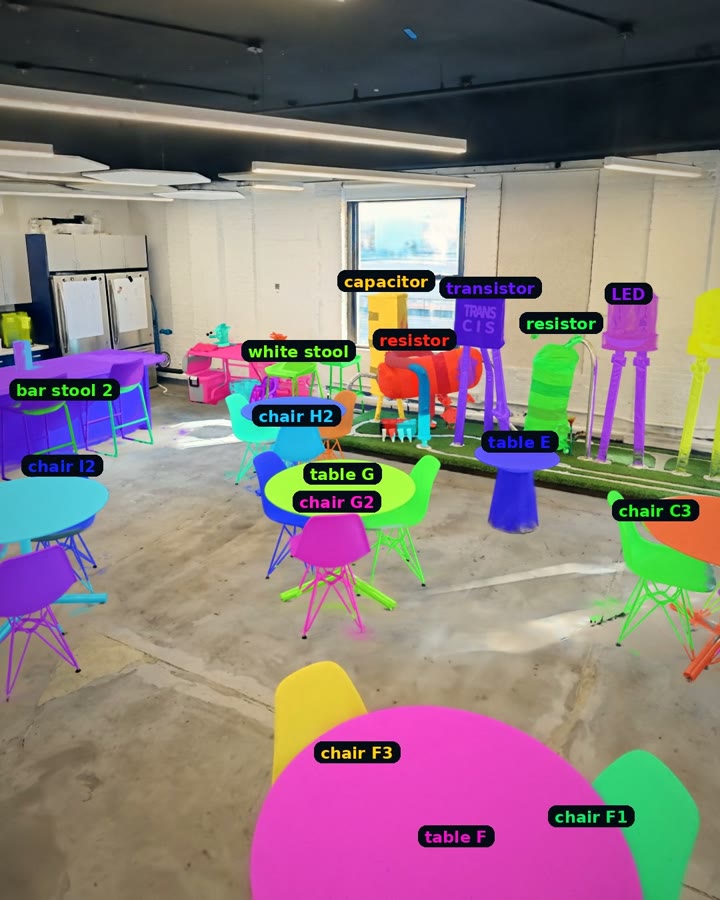 capacitor
transistor
LED
resistor
TRANS
CIS
resistor
white stool
bar stool 2
chair H2
table E
chair I2
table G
chair G2
chair C3
chair F3
chair F1
table F